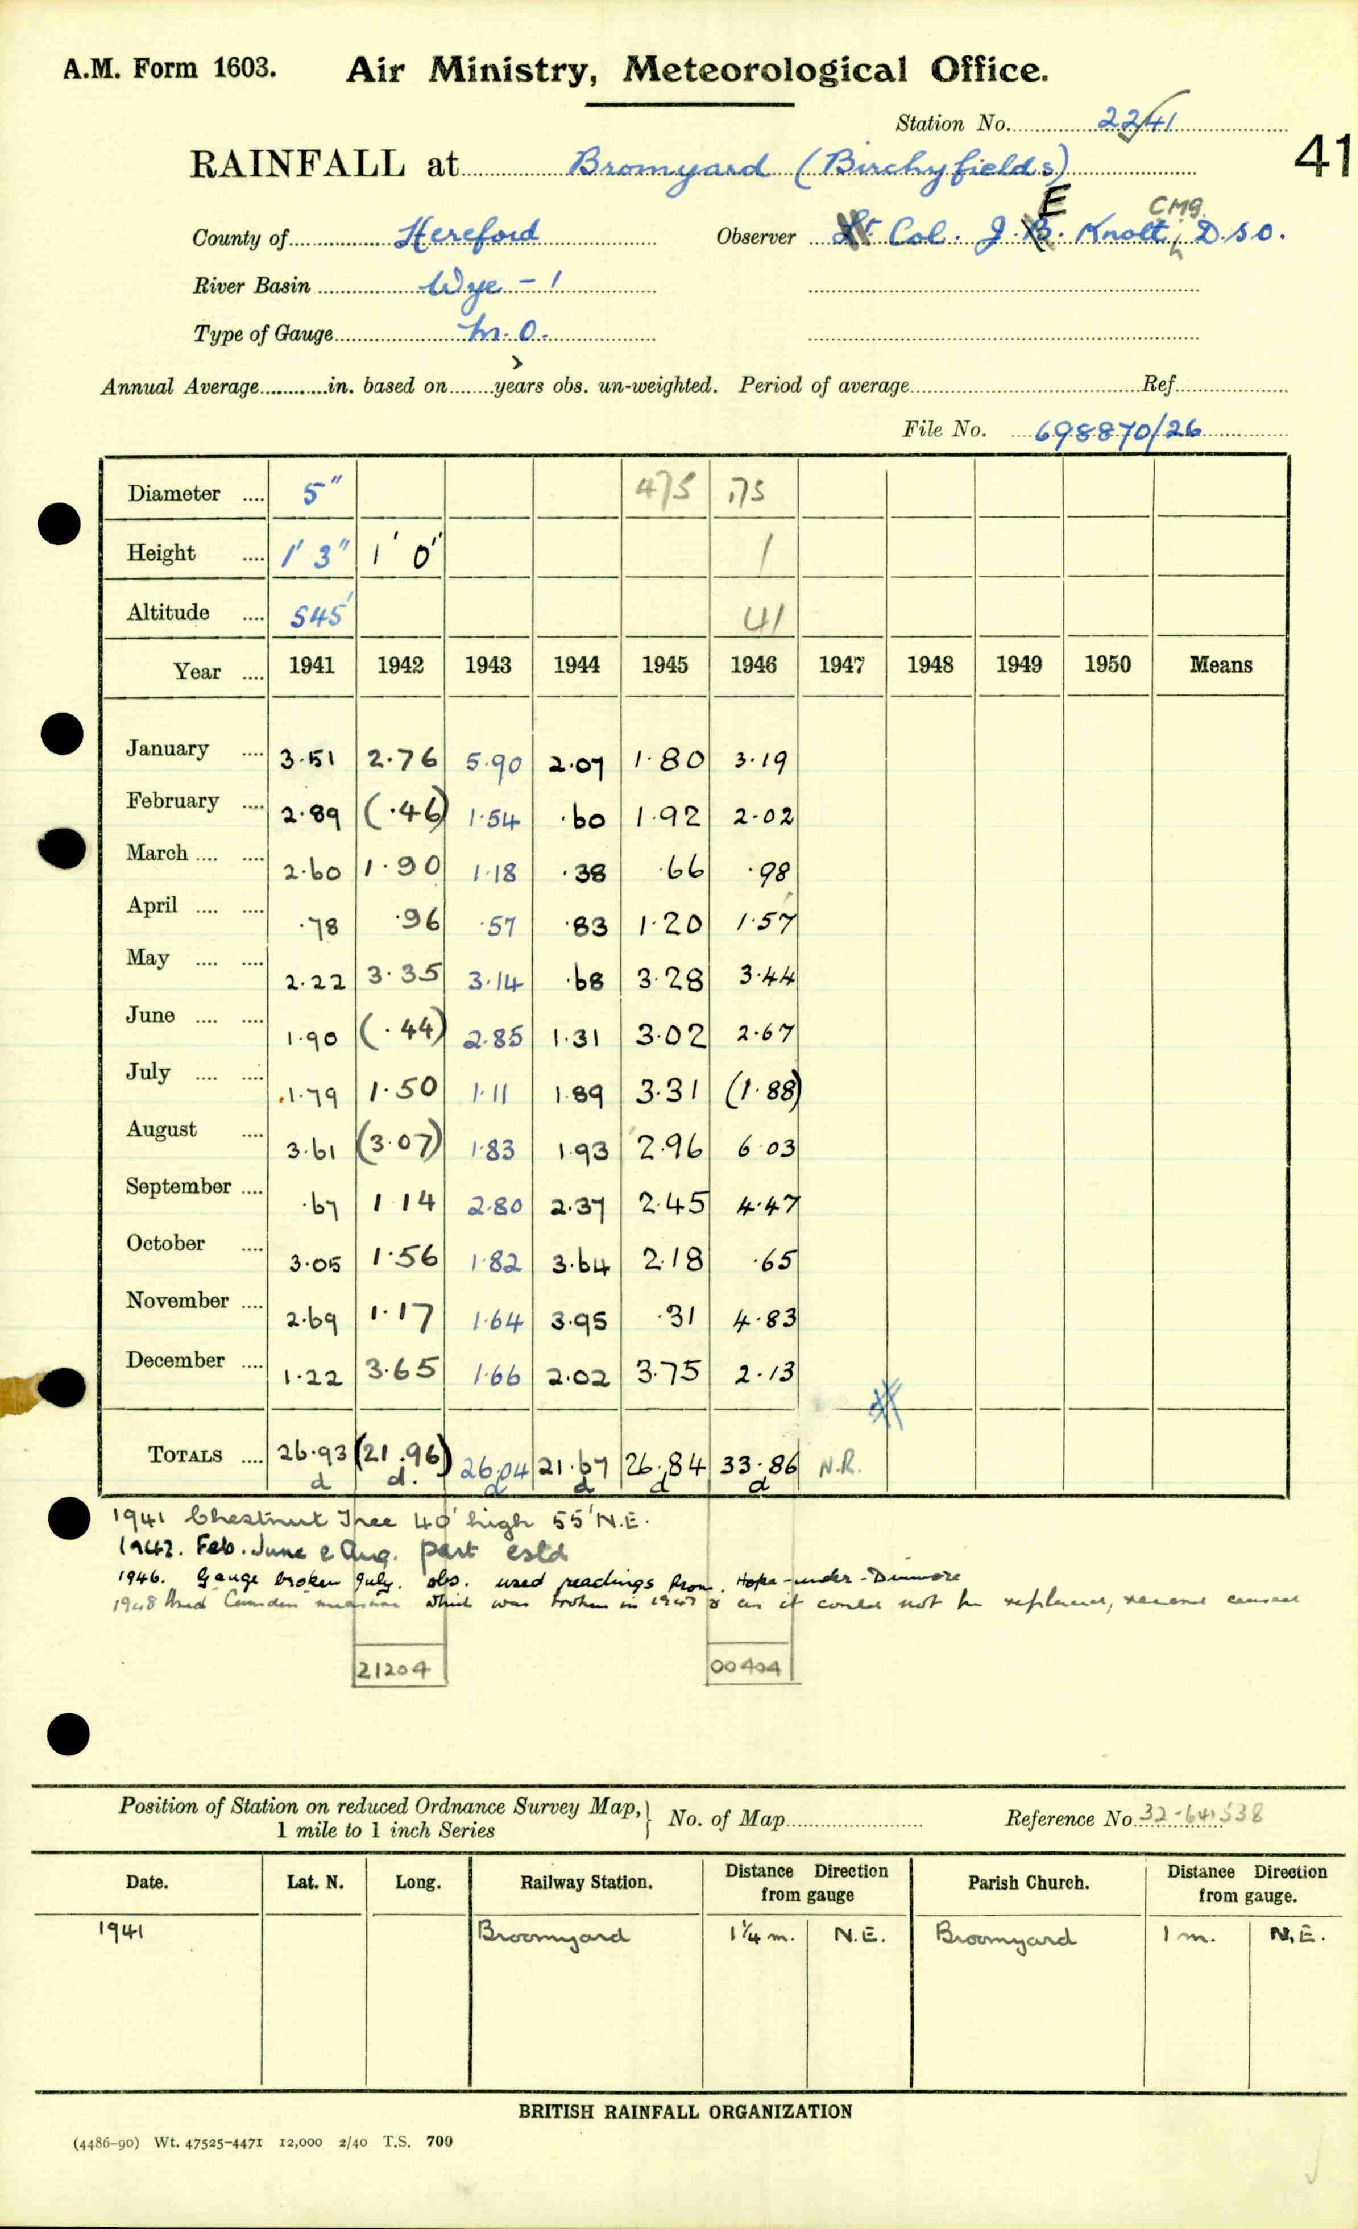 A.M. Form 1603. Air Ministry, Meteorological Office.
Station No. 2241
41
RAINFALL at Bromyard (Birchyfields)
County of Hereford Observer Lt Col. J. B. E Knott, CMG. D.S.O.
River Basin Wye - 1
Type of Gauge M.O.
Annual Average in. based on years obs. un-weighted. Period of average Ref.
File No. 698870/26
Diameter 5" 475 .75
Height 1' 3" 1' 0" 1
Altitude 545' 41
Year 1941 1942 1943 1944 1945 1946 1947 1948 1949 1950 Means
January 3.51 2.76 5.90 2.07 1.80 3.19
February 2.89 (.46) 1.54 .60 1.92 2.02
March 2.60 1.90 1.18 .38 .66 .98
April .78 .96 .57 .83 1.20 1.57
May 2.22 3.35 3.14 .68 3.28 3.44
June 1.90 (.44) 2.85 1.31 3.02 2.67
July 1.79 1.50 1.11 1.89 3.31 (1.88)
August 3.61 (3.07) 1.83 1.93 2.96 6.03
September .67 1.14 2.80 2.37 2.45 4.47
October 3.05 1.56 1.82 3.64 2.18 .65
November 2.69 1.17 1.64 3.95 .31 4.83
December 1.22 3.65 1.66 2.02 3.75 2.13
TOTALS 26.93 (21.96) 26.04 21.67 26.84 33.86 N.R.
d d. d d d d
1941 Chestnut Tree 40' high 55' N.E.
1942. Feb. June & Aug. part estd
1946. Gauge broken July. obs. used readings from Hope-under-Dinmore
1948 Used Camden measure which was broken in 1947 & as it could not be replaced, record ceased
21204 00404
Position of Station on reduced Ordnance Survey Map, 1 mile to 1 inch Series } No. of Map Reference No. 32-641538
Date. Lat. N. Long. Railway Station. Distance Direction from gauge Parish Church. Distance Direction from gauge.
1941 Broomyard 1¼ m. N.E. Broomyard 1 m. N.E.
BRITISH RAINFALL ORGANIZATION
(4486-90) Wt. 47525-4471 12,000 2/40 T.S. 700